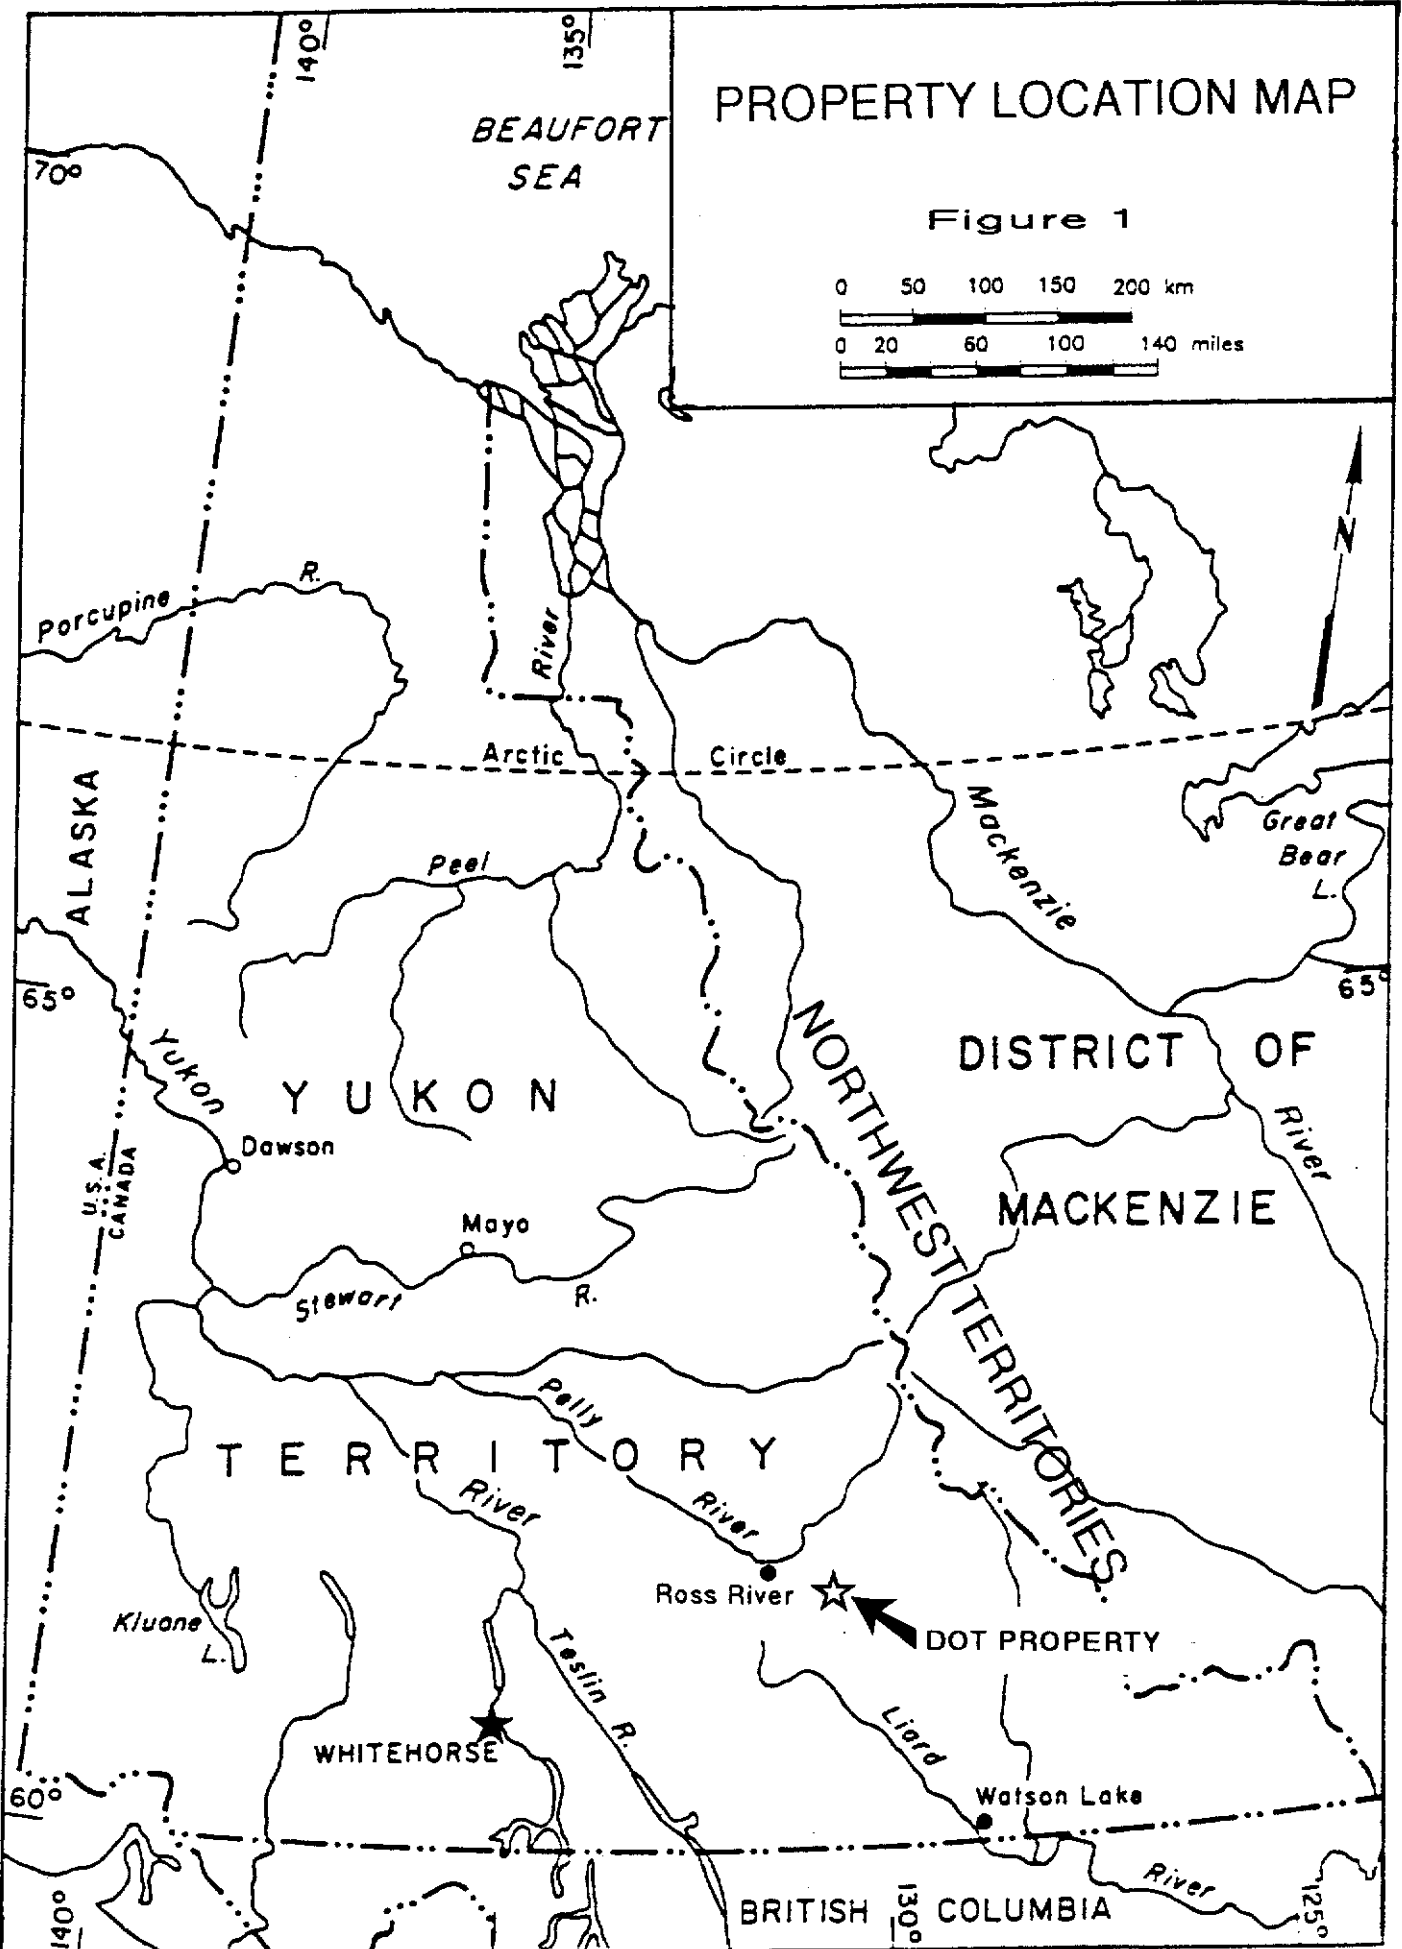 140°
135°
PROPERTY LOCATION MAP
BEAUFORT
SEA
70°
Figure 1
0 50 100 150 200 km
0 20 60 100 140 miles
N
Porcupine R.
River
Arctic Circle
ALASKA
Mackenzie
Great
Bear
L.
Peel
65°
65°
Yukon
NORTHWEST TERRITORIES
DISTRICT OF
MACKENZIE
YUKON
River
Dawson
U.S.A.
CANADA
Mayo
Stewart R.
Pelly
TERRITORY
River
River
Ross River
DOT PROPERTY
Kluane
L.
Teslin R.
Liard
WHITEHORSE
Watson Lake
60°
River
BRITISH COLUMBIA
140°
130°
125°